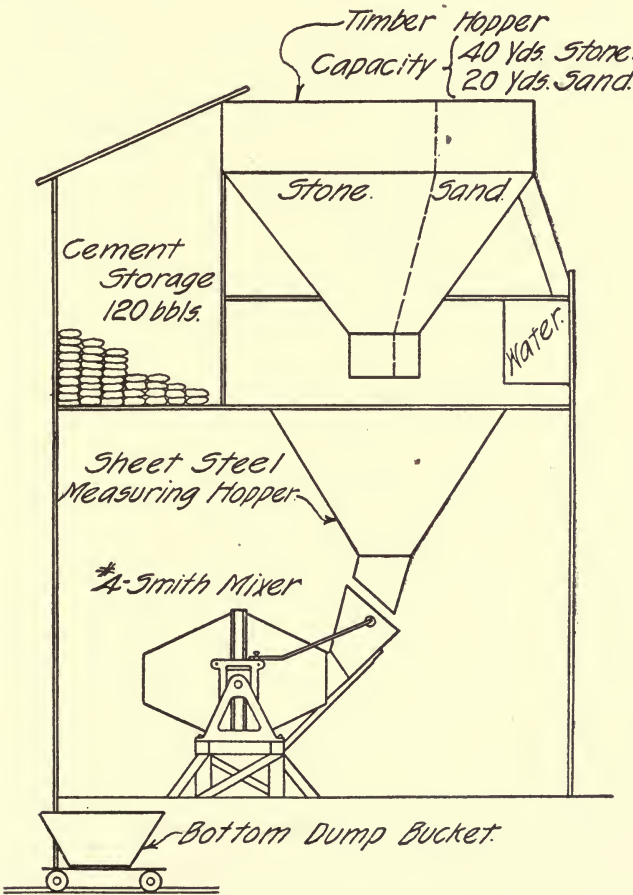 Timber Hopper
Capacity { 40 Yds. Stone.
20 Yds. Sand.
Stone. Sand.
Cement
Storage
120 bbls.
Water.
Sheet Steel
Measuring Hopper.
#4-Smith Mixer
Bottom Dump Bucket.